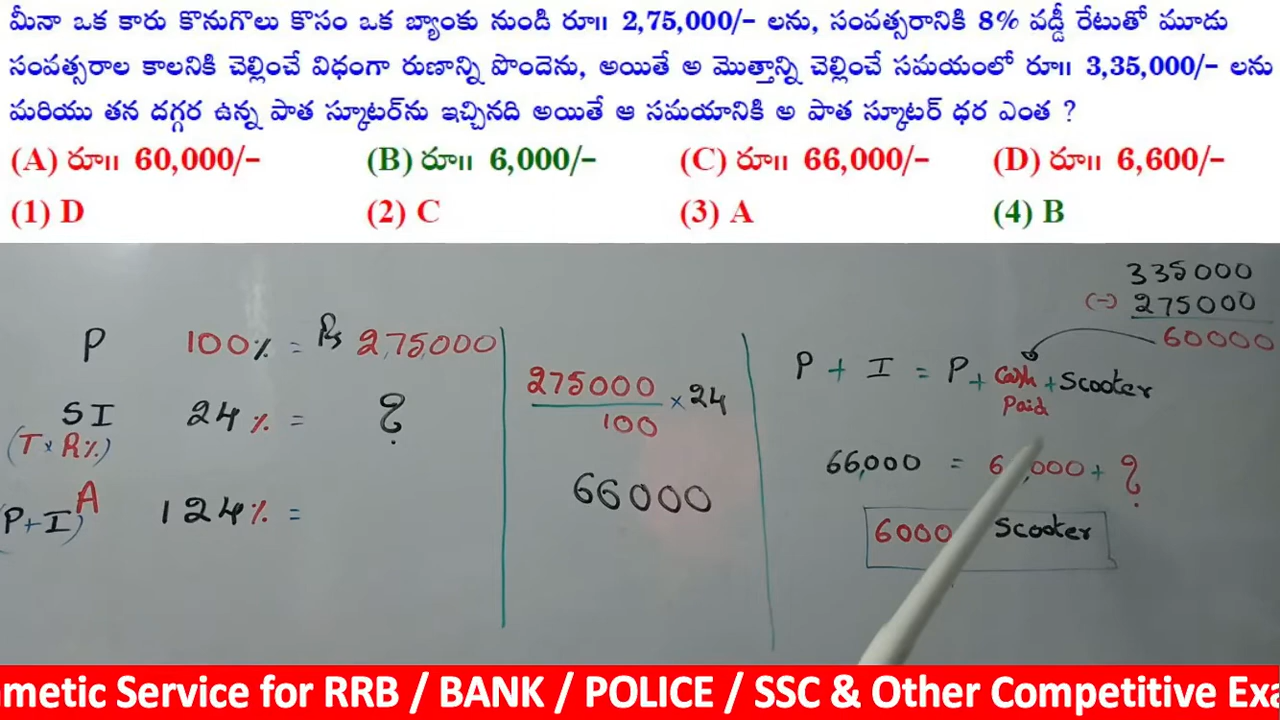 మీనా ఒక కారు కొనుగొలు కొసం ఒక బ్యాంకు నుండి రూ॥ 2,75,000/- లను, సంవత్సరానికి 8% వడ్డీ రేటుతో మూడు
సంవత్సరాల కాలనికి చెల్లించే విధంగా రుణాన్ని పొందెను, అయితే అ మొత్తాన్ని చెల్లించే సమయంలో రూ॥ 3,35,000/- లను
మరియు తన దగ్గర ఉన్న పాత స్కూటర్‌ను ఇచ్చినది అయితే ఆ సమయానికి అ పాత స్కూటర్ ధర ఎంత ?
(A) రూ॥ 60,000/- (B) రూ॥ 6,000/- (C) రూ॥ 66,000/- (D) రూ॥ 6,600/-
(1) D (2) C (3) A (4) B
P 100% = Rs 2,75,000
SI 24% = ?
(T × R%)
(P+I) A 124% =
275000
100
× 24
66000
335000
(-) 275000
60000
P + I = P + Cash + Scooter
Paid
66,000 = 6 ,000 + ?
6000 Scooter
metic Service for RRB / BANK / POLICE / SSC & Other Competitive Exa